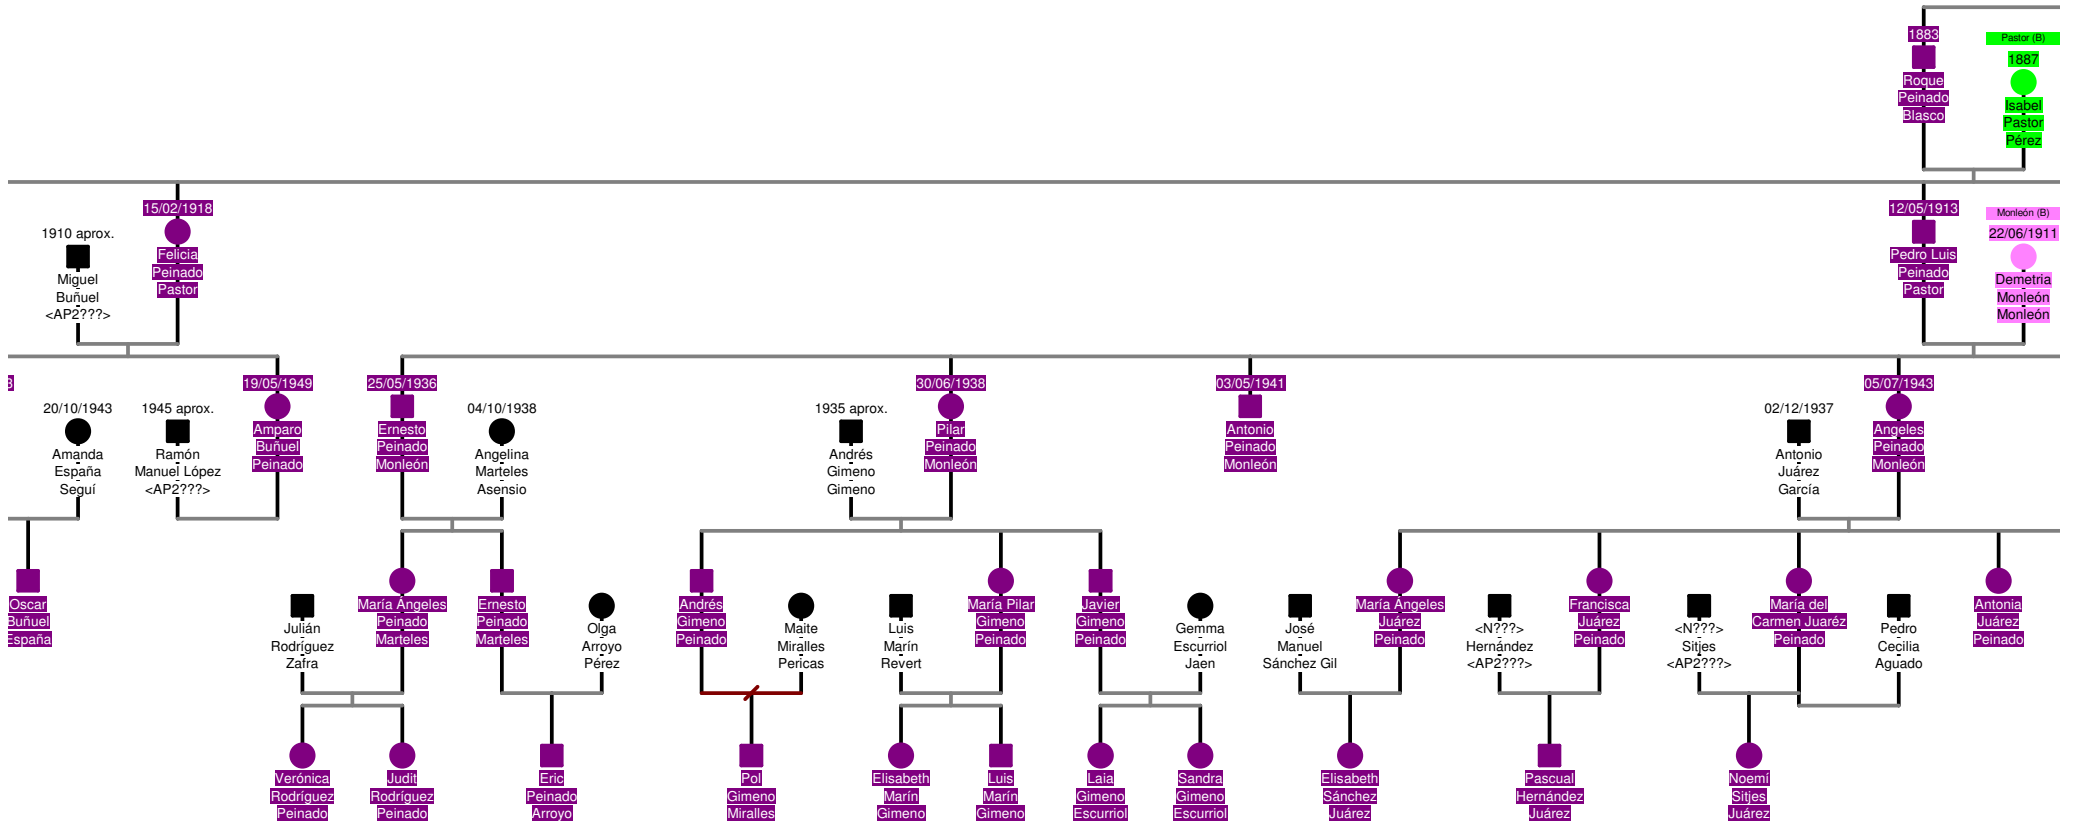 1883
Roque
Peinado
Blasco
Pastor (B)
1887
Isabel
Pastor
Pérez
1910 aprox.
Miguel
Buñuel
<AP2???>
15/02/1918
Felicia
Peinado
Pastor
12/05/1913
Pedro Luis
Peinado
Pastor
Monleón (B)
22/06/1911
Demetria
Monleón
Monleón
3
20/10/1943
Amanda
España
Seguí
1945 aprox.
Ramón
Manuel López
<AP2???>
19/05/1949
Amparo
Buñuel
Peinado
25/05/1936
Ernesto
Peinado
Monleón
04/10/1938
Angelina
Marteles
Asensio
1935 aprox.
Andrés
Gimeno
Gimeno
30/06/1938
Pilar
Peinado
Monleón
03/05/1941
Antonio
Peinado
Monleón
02/12/1937
Antonio
Juárez
García
05/07/1943
Angeles
Peinado
Monleón
Oscar
Buñuel
España
Julián
Rodríguez
Zafra
María Ángeles
Peinado
Marteles
Ernesto
Peinado
Marteles
Olga
Arroyo
Pérez
Andrés
Gimeno
Peinado
Maite
Miralles
Pericas
Luis
Marín
Revert
María Pilar
Gimeno
Peinado
Javier
Gimeno
Peinado
Gemma
Escurriol
Jaen
José
Manuel
Sánchez Gil
María Ángeles
Juárez
Peinado
<N???>
Hernández
<AP2???>
Francisca
Juárez
Peinado
<N???>
Sitjes
<AP2???>
María del
Carmen Juaréz
Peinado
Pedro
Cecilia
Aguado
Antonia
Juárez
Peinado
Verónica
Rodríguez
Peinado
Judit
Rodríguez
Peinado
Eric
Peinado
Arroyo
Pol
Gimeno
Miralles
Elisabeth
Marín
Gimeno
Luis
Marín
Gimeno
Laia
Gimeno
Escurriol
Sandra
Gimeno
Escurriol
Elisabeth
Sánchez
Juárez
Pascual
Hernández
Juárez
Noemí
Sitjes
Juárez